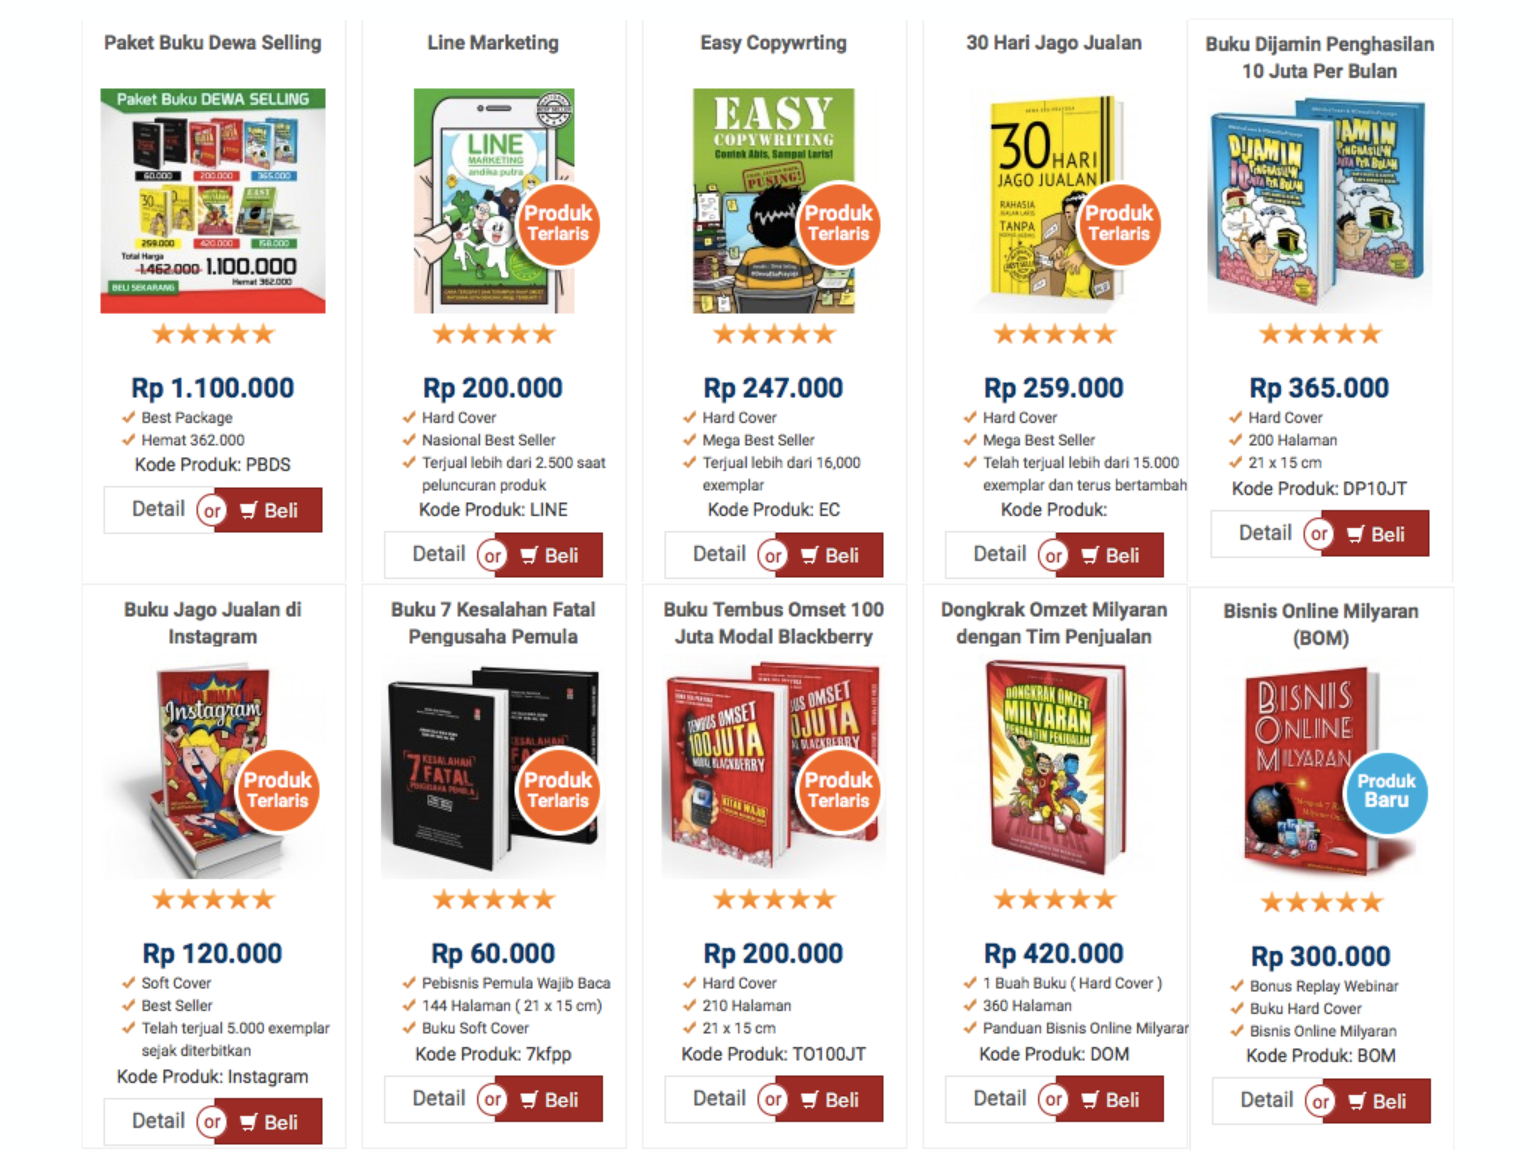 Paket Buku Dewa Selling
Paket Buku DEWA SELLING
60.000
200.000
365.000
259.000
420.000
158.000
Total Harga
1.462.000 1.100.000
Hemat 362.000
BELI SEKARANG
Rp 1.100.000
Best Package
Hemat 362.000
Kode Produk: PBDS
Detail or Beli
Line Marketing
LINE
MARKETING
andika putra
Produk
Terlaris
Rp 200.000
Hard Cover
Nasional Best Seller
Terjual lebih dari 2.500 saat
peluncuran produk
Kode Produk: LINE
Detail or Beli
Easy Copywrting
EASY
COPYWRITING
Contek Abis, Sampai Laris!
PUSING!
Produk
Terlaris
Rp 247.000
Hard Cover
Mega Best Seller
Terjual lebih dari 16,000
exemplar
Kode Produk: EC
Detail or Beli
30 Hari Jago Jualan
30 HARI
JAGO JUALAN
RAHASIA
JUALAN LARIS
TANPA
Produk
Terlaris
Rp 259.000
Hard Cover
Mega Best Seller
Telah terjual lebih dari 15.000
exemplar dan terus bertambah
Kode Produk:
Detail or Beli
Buku Dijamin Penghasilan
10 Juta Per Bulan
DIJAMIN
PENGHASILAN
10 JUTA PER BULAN
Rp 365.000
Hard Cover
200 Halaman
21 x 15 cm
Kode Produk: DP10JT
Detail or Beli
Buku Jago Jualan di
Instagram
Instagram
Produk
Terlaris
Rp 120.000
Soft Cover
Best Seller
Telah terjual 5.000 exemplar
sejak diterbitkan
Kode Produk: Instagram
Detail or Beli
Buku 7 Kesalahan Fatal
Pengusaha Pemula
7 KESALAHAN
FATAL
PENGUSAHA PEMULA
Produk
Terlaris
Rp 60.000
Pebisnis Pemula Wajib Baca
144 Halaman ( 21 x 15 cm)
Buku Soft Cover
Kode Produk: 7kfpp
Detail or Beli
Buku Tembus Omset 100
Juta Modal Blackberry
TEMBUS OMSET
100 JUTA
MODAL BLACKBERRY
KITAB WAJIB
Produk
Terlaris
Rp 200.000
Hard Cover
210 Halaman
21 x 15 cm
Kode Produk: TO100JT
Detail or Beli
Dongkrak Omzet Milyaran
dengan Tim Penjualan
DONGKRAK OMZET
MILYARAN
DENGAN TIM PENJUALAN
Rp 420.000
1 Buah Buku ( Hard Cover )
360 Halaman
Panduan Bisnis Online Milyaran
Kode Produk: DOM
Detail or Beli
Bisnis Online Milyaran
(BOM)
BISNIS
ONLINE
MILYARAN
Produk
Baru
Rp 300.000
Bonus Replay Webinar
Buku Hard Cover
Bisnis Online Milyaran
Kode Produk: BOM
Detail or Beli